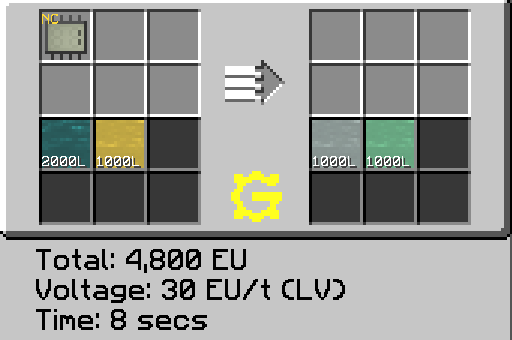 NC
2000L 1000L 1000L 1000L
Total: 4,800 EU
Voltage: 30 EU/t (LV)
Time: 8 secs